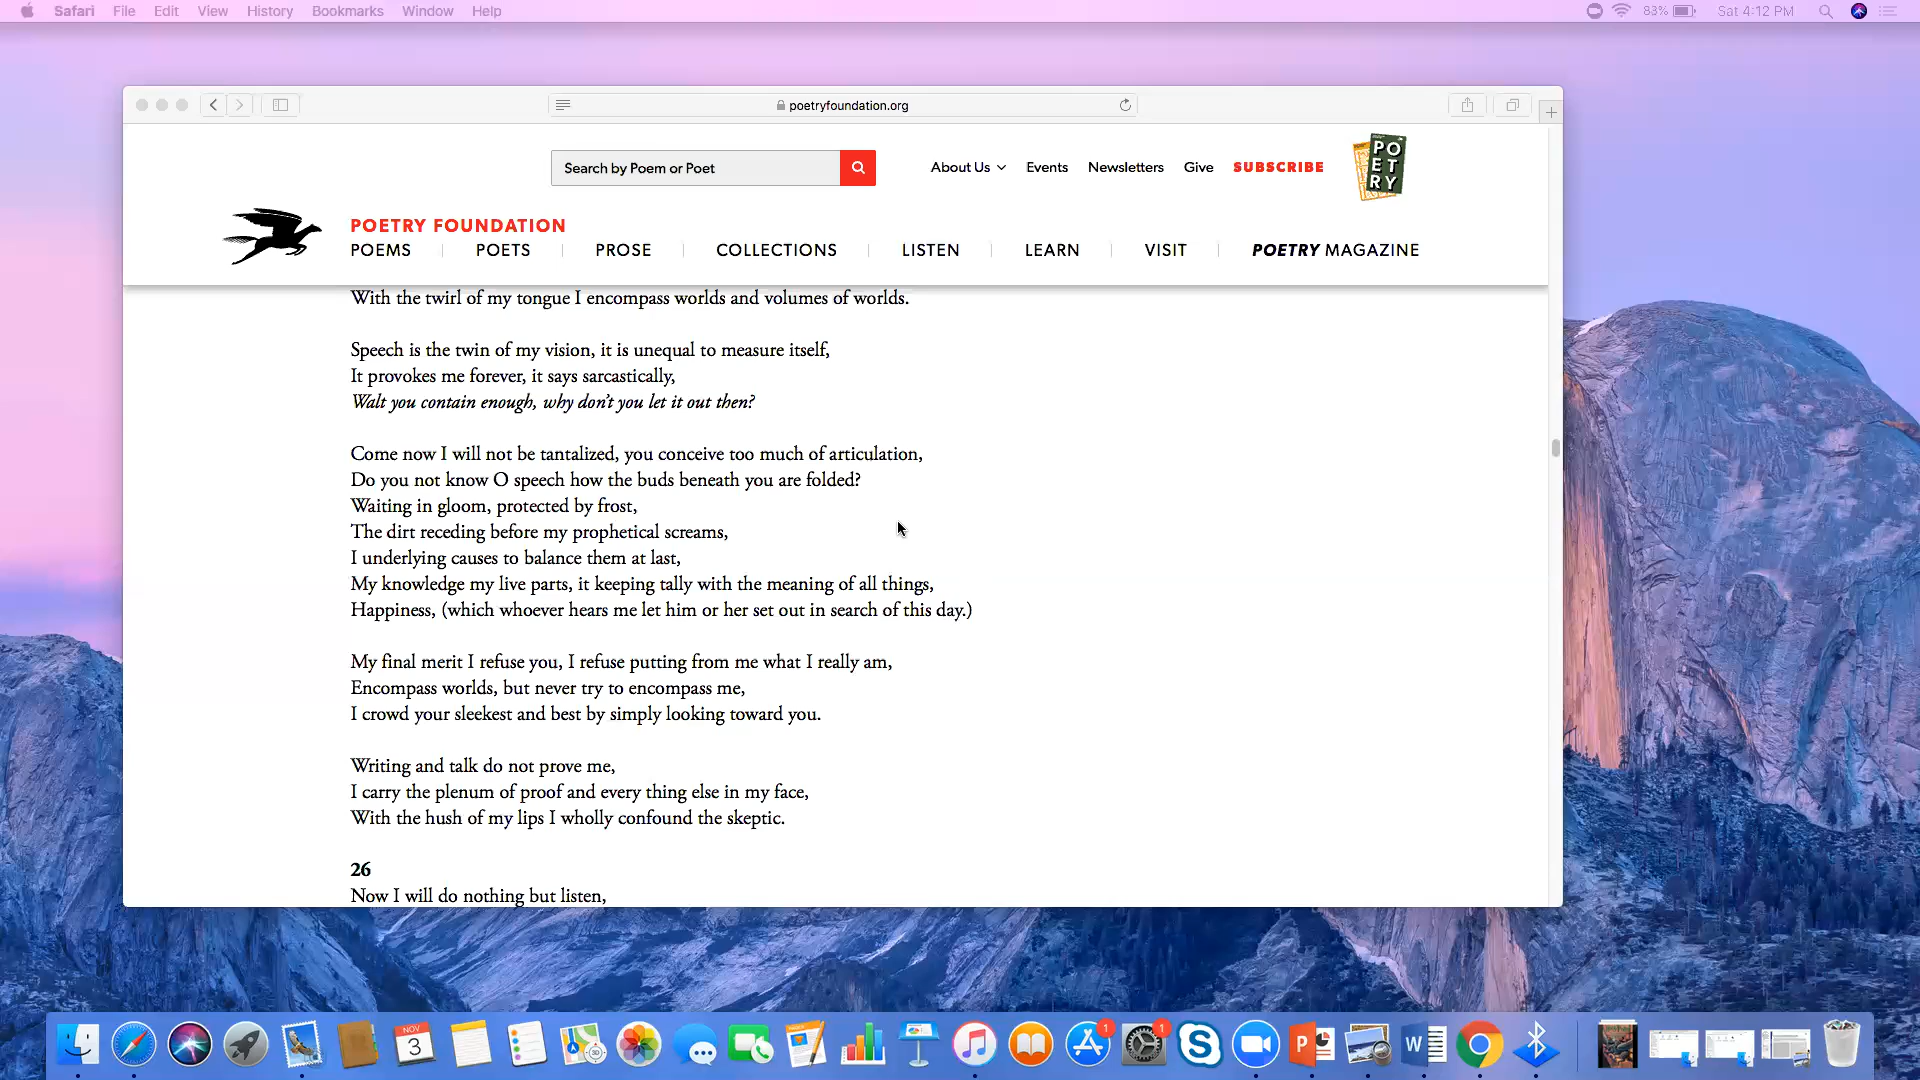 Safari File Edit View History Bookmarks Window Help 83% Sat 4:12 PM
poetryfoundation.org
Search by Poem or Poet About Us Events Newsletters Give SUBSCRIBE
PO
ET
RY
POETRY FOUNDATION
POEMS POETS PROSE COLLECTIONS LISTEN LEARN VISIT POETRY MAGAZINE
With the twirl of my tongue I encompass worlds and volumes of worlds.
Speech is the twin of my vision, it is unequal to measure itself,
It provokes me forever, it says sarcastically,
Walt you contain enough, why don't you let it out then?
Come now I will not be tantalized, you conceive too much of articulation,
Do you not know O speech how the buds beneath you are folded?
Waiting in gloom, protected by frost,
The dirt receding before my prophetical screams,
I underlying causes to balance them at last,
My knowledge my live parts, it keeping tally with the meaning of all things,
Happiness, (which whoever hears me let him or her set out in search of this day.)
My final merit I refuse you, I refuse putting from me what I really am,
Encompass worlds, but never try to encompass me,
I crowd your sleekest and best by simply looking toward you.
Writing and talk do not prove me,
I carry the plenum of proof and every thing else in my face,
With the hush of my lips I wholly confound the skeptic.
26
Now I will do nothing but listen,
NOV
3
3D
1
1
S
P
W